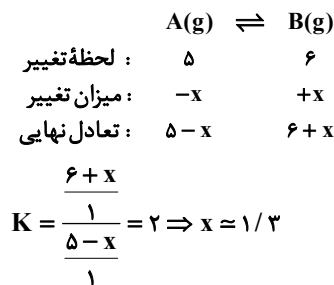 A(g) ⇌ B(g)
لحظهٔ تغییر : ۵ ۶
میزان تغییر : −x +x
تعادل نهایی : ۵ − x ۶ + x
K = ((۶ + x)/۱)/((۵ − x)/۱) = ۲ ⇒ x ≃ ۱/۳